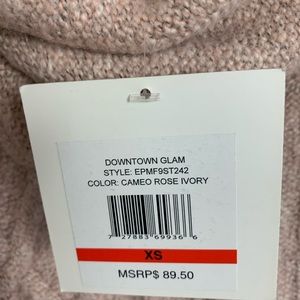 DOWNTOWN GLAM
STYLE: EPMF9ST242
COLOR: CAMEO ROSE IVORY
7 27883 69936 6
XS
MSRP$ 89.50